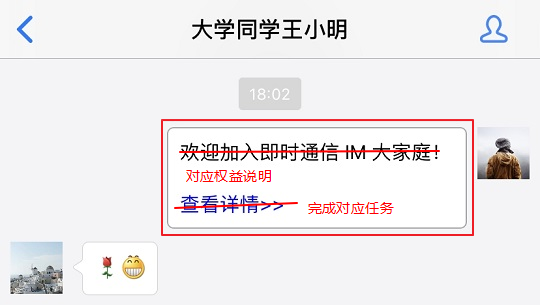 大学同学王小明
18:02
欢迎加入即时通信 IM 大家庭!
对应权益说明
查看详情>>
完成对应任务